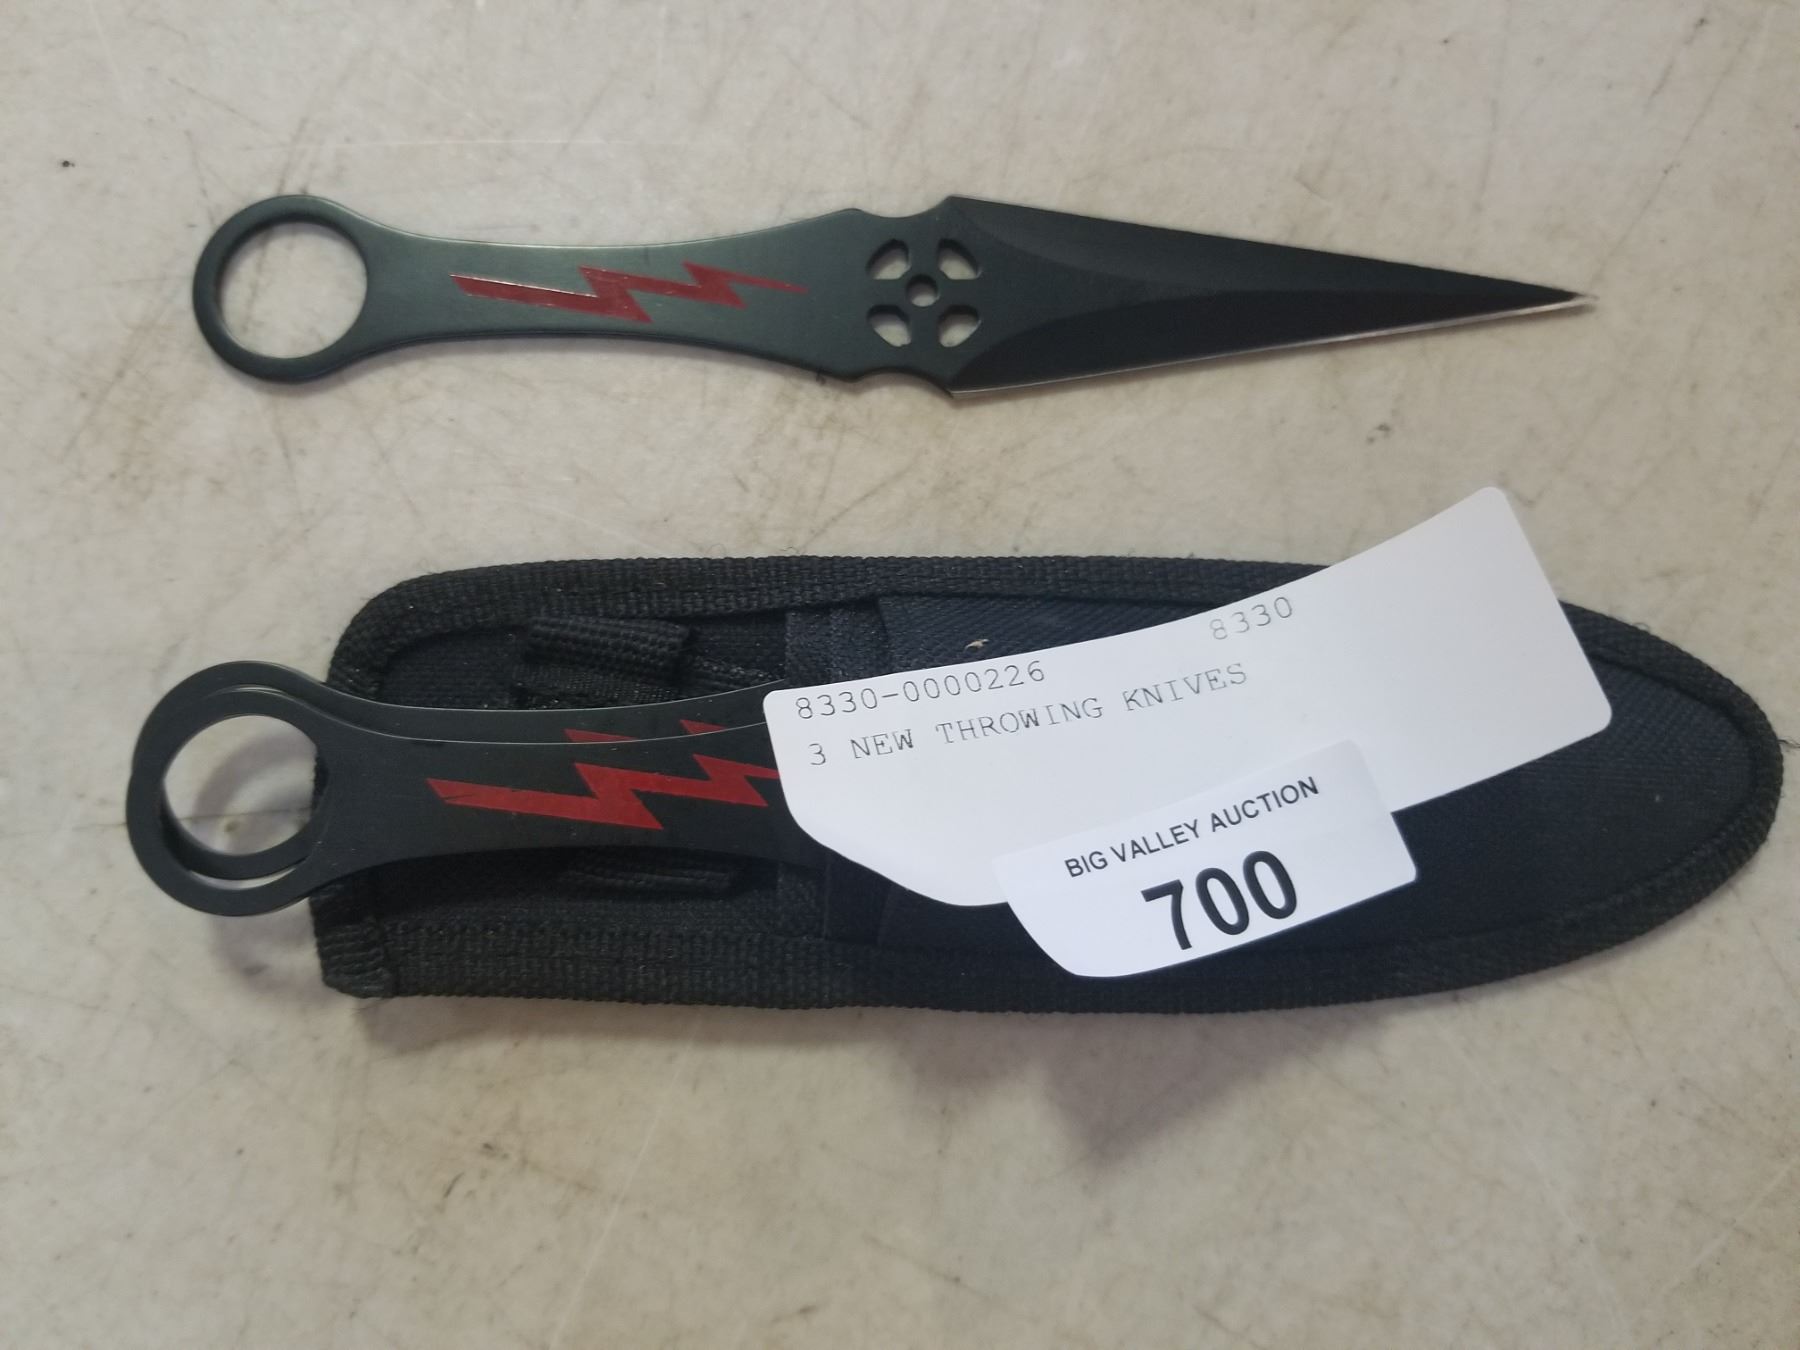 8330-0000226 8330
3 NEW THROWING KNIVES
BIG VALLEY AUCTION
700